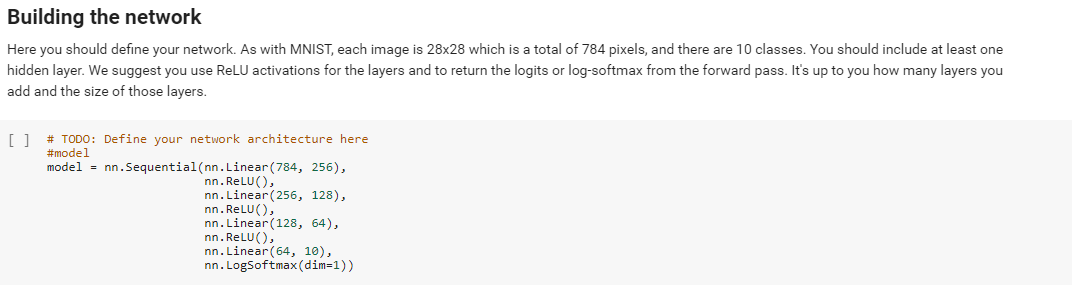 Building the network
Here you should define your network. As with MNIST, each image is 28x28 which is a total of 784 pixels, and there are 10 classes. You should include at least one
hidden layer. We suggest you use ReLU activations for the layers and to return the logits or log-softmax from the forward pass. It's up to you how many layers you
add and the size of those layers.
[ ] # TODO: Define your network architecture here
#model
model = nn.Sequential(nn.Linear(784, 256),
nn.ReLU(),
nn.Linear(256, 128),
nn.ReLU(),
nn.Linear(128, 64),
nn.ReLU(),
nn.Linear(64, 10),
nn.LogSoftmax(dim=1))